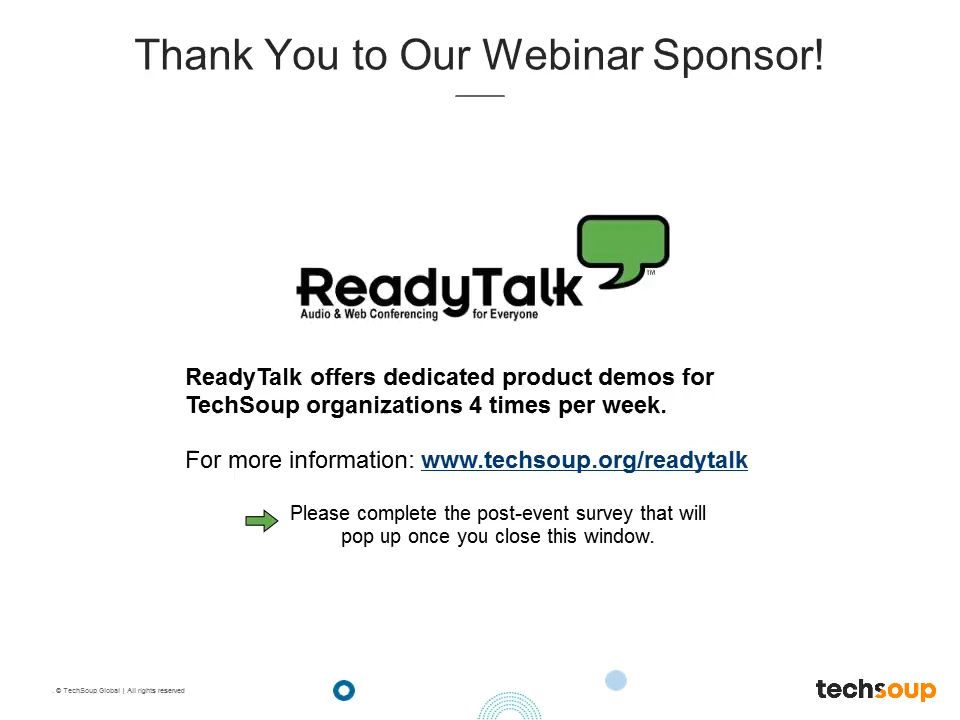 Thank You to Our Webinar Sponsor!
ReadyTalk
TM
Audio & Web Conferencing for Everyone
ReadyTalk offers dedicated product demos for
TechSoup organizations 4 times per week.
For more information: www.techsoup.org/readytalk
Please complete the post-event survey that will
pop up once you close this window.
. © TechSoup Global | All rights reserved
techsoup